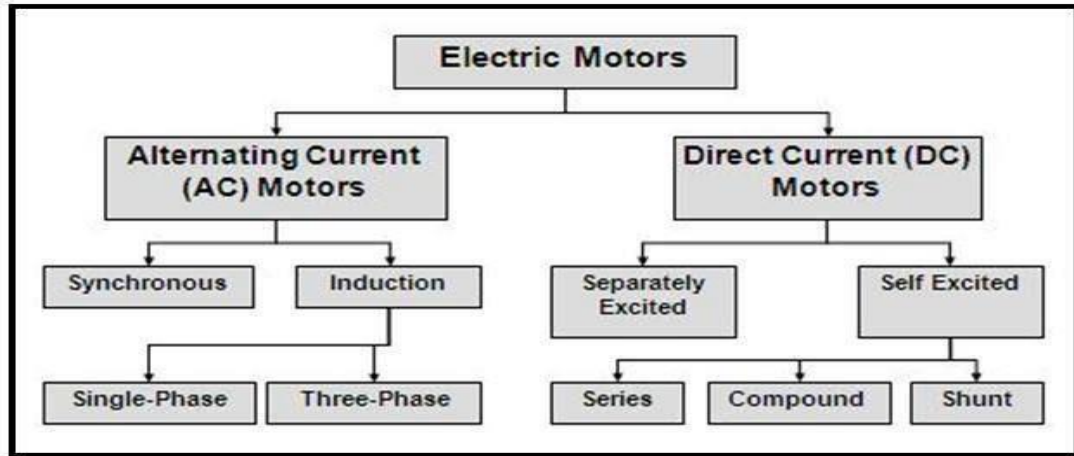 Electric Motors
Alternating Current
(AC) Motors
Direct Current (DC)
Motors
Synchronous
Induction
Separately
Excited
Self Excited
Single-Phase
Three-Phase
Series
Compound
Shunt